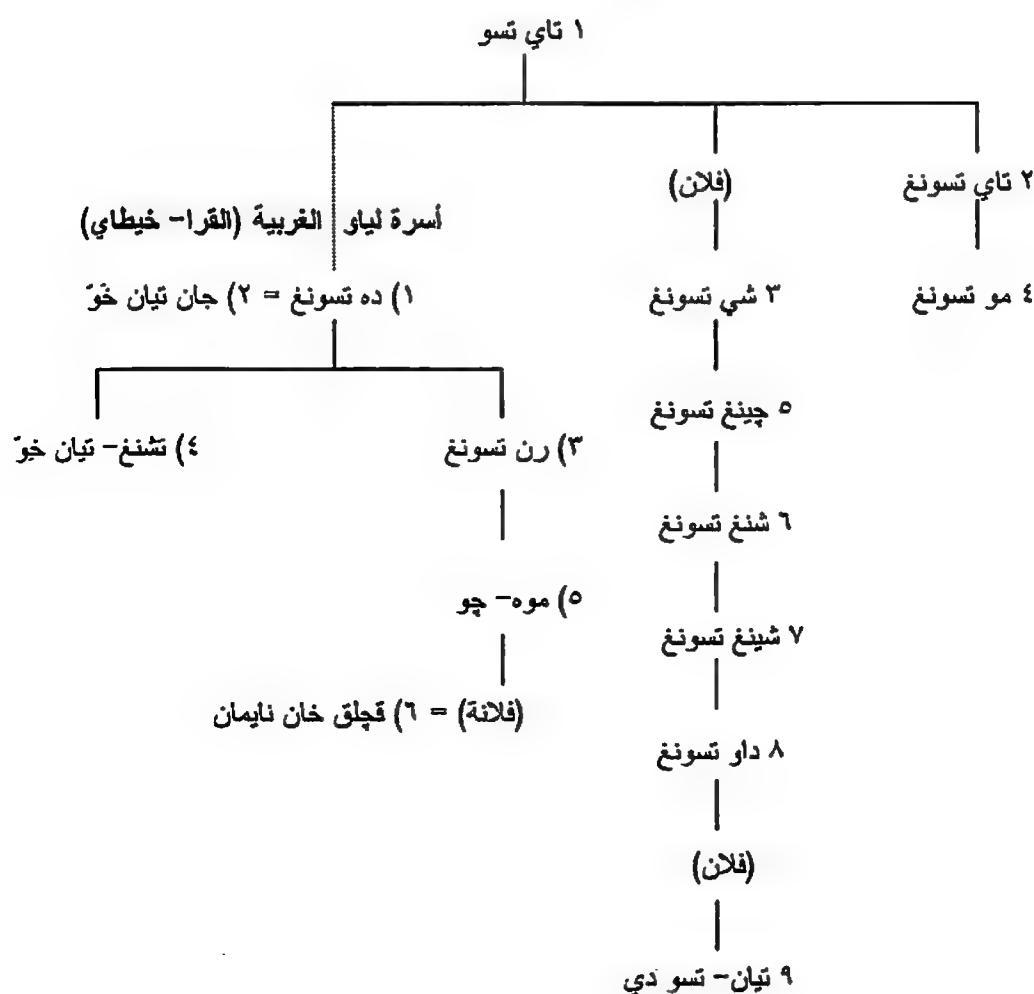 ١ تاي تسو
٢ تاي تسونغ
(فلان)
أسرة لياو الغربية (القرا- خيطاي)
٤ مو تسونغ
٣ شي تسونغ
١) ده تسونغ = ٢) جان تيان خوّ
٥ چينغ تسونغ
٣) رن تسونغ
٤) تشنغ- تيان خوّ
٦ شنغ تسونغ
٥) موه- چو
٧ شينغ تسونغ
(فلانة) = ٦) قچلق خان نايمان
٨ داو تسونغ
(فلان)
٩ تيان- تسو دي